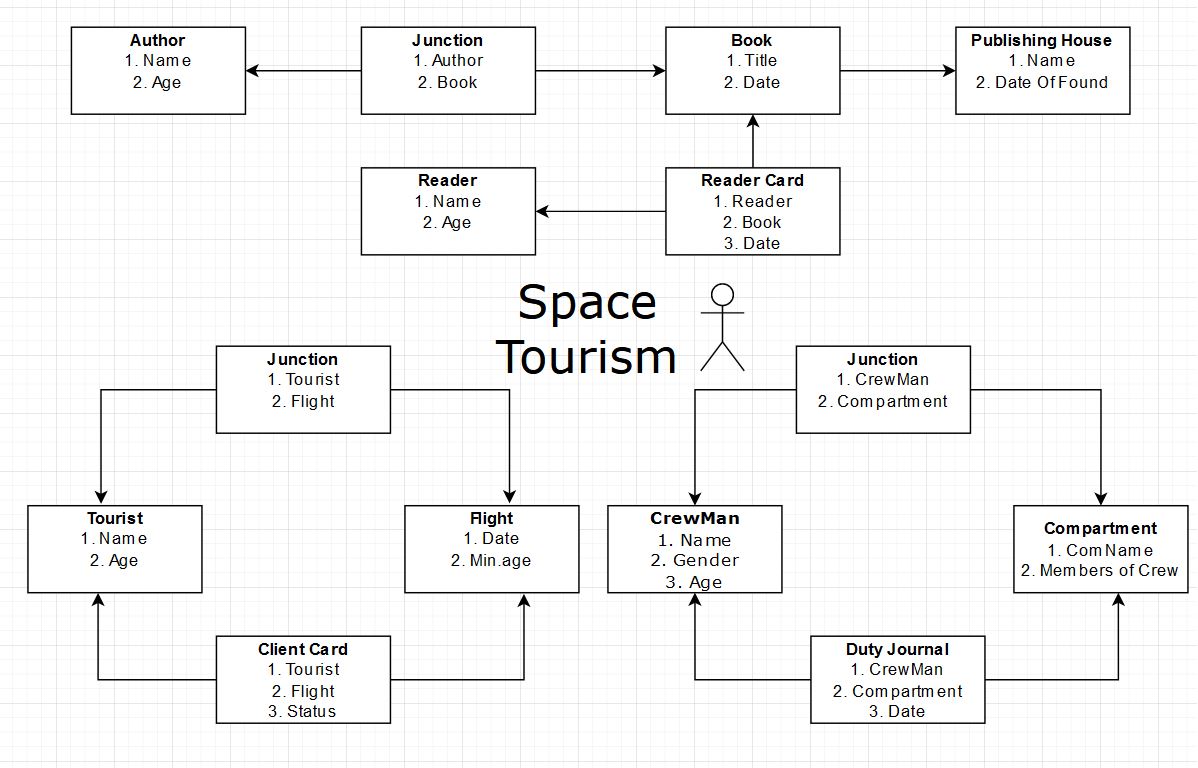 Author
1. Name
2. Age
Junction
1. Author
2. Book
Book
1. Title
2. Date
Publishing House
1. Name
2. Date Of Found
Reader
1. Name
2. Age
Reader Card
1. Reader
2. Book
3. Date
Space
Tourism
Junction
1. Tourist
2. Flight
Junction
1. CrewMan
2. Compartment
Tourist
1. Name
2. Age
Flight
1. Date
2. Min.age
CrewMan
1. Name
2. Gender
3. Age
Compartment
1. ComName
2. Members of Crew
Client Card
1. Tourist
2. Flight
3. Status
Duty Journal
1. CrewMan
2. Compartment
3. Date